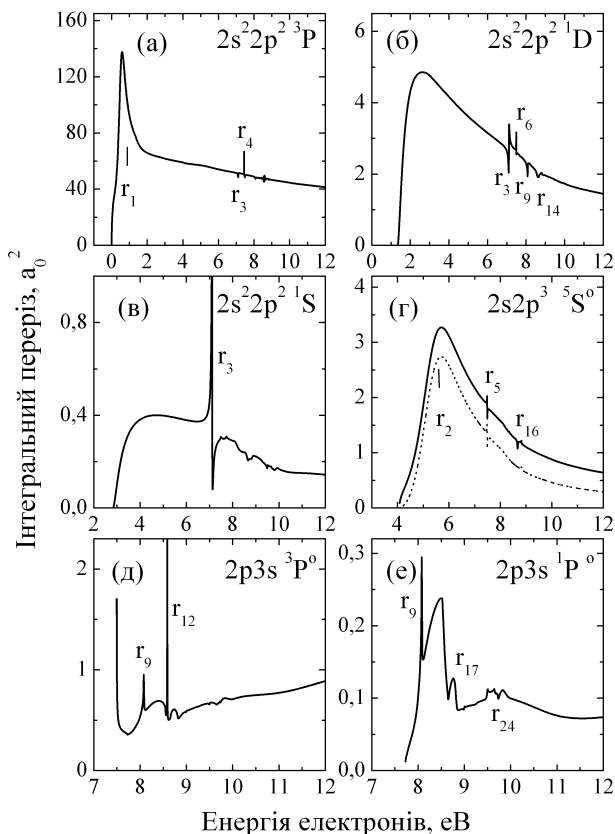 Інтегральний переріз, a₀²
(а) 2s²2p² ³P
160
120
80
40
0
r₁
r₄
r₃
0 2 4 6 8 10 12
(б) 2s²2p² ¹D
6
4
2
0
r₃
r₆
r₉
r₁₄
0 2 4 6 8 10 12
(в) 2s²2p² ¹S
0,8
0,4
0,0
r₃
2 4 6 8 10 12
(г) 2s2p³ ⁵Sᵒ
4
3
2
1
0
r₂
r₅
r₁₆
4 6 8 10 12
(д) 2p3s ³Pᵒ
2
1
0
r₉
r₁₂
7 8 9 10 11 12
(е) 2p3s ¹Pᵒ
0,3
0,2
0,1
0,0
r₉
r₁₇
r₂₄
7 8 9 10 11 12
Енергія електронів, еВ